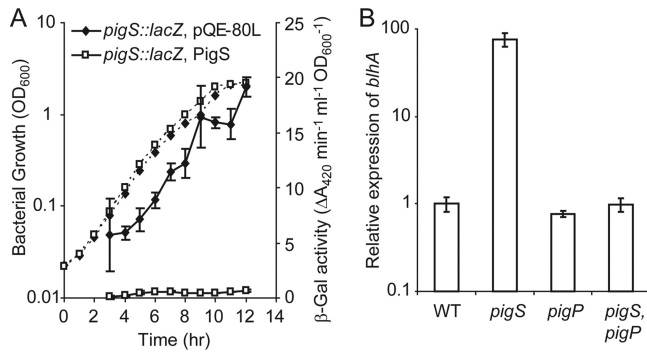 A
pigS::lacZ, pQE-80L
pigS::lacZ, PigS
Bacterial Growth (OD600)
10
1
0.1
0.01
0 2 4 6 8 10 12 14
Time (hr)
25
20
15
10
5
0
β-Gal activity (ΔA420 min-1 ml-1 OD600-1)
B
Relative expression of blhA
100
10
1
0.1
WT
pigS
pigP
pigS, pigP